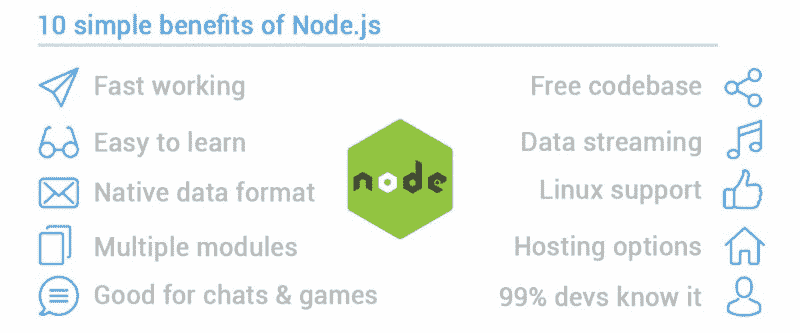 10 simple benefits of Node.js
Fast working
Easy to learn
Native data format
Multiple modules
Good for chats & games
node
Free codebase
Data streaming
Linux support
Hosting options
99% devs know it